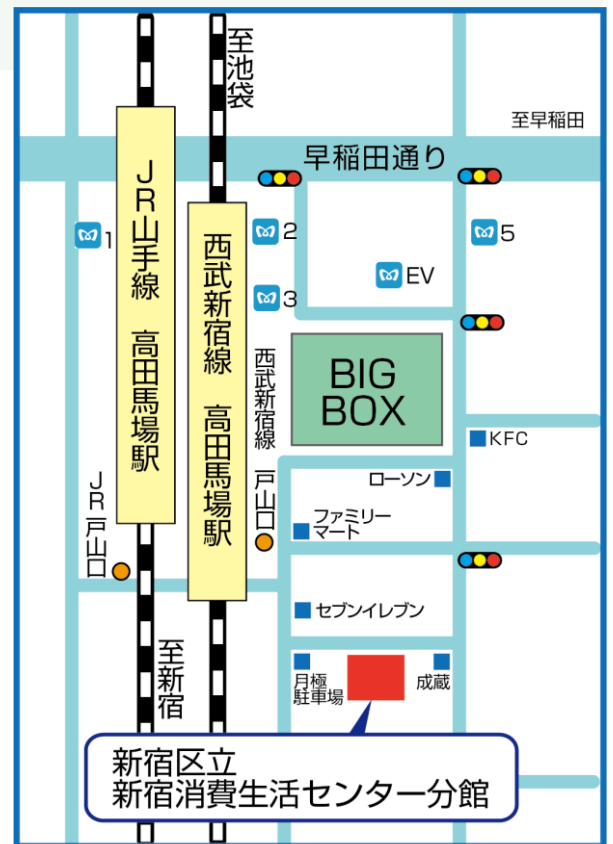 至池袋
至早稲田
早稲田通り
JR山手線 高田馬場駅
西武新宿線 高田馬場駅
1
2
5
EV
3
西武新宿線 戸山口
BIG
BOX
KFC
ローソン
JR 戸山口
ファミリー
マート
セブンイレブン
至新宿
月極
駐車場
成蔵
新宿区立
新宿消費生活センター分館